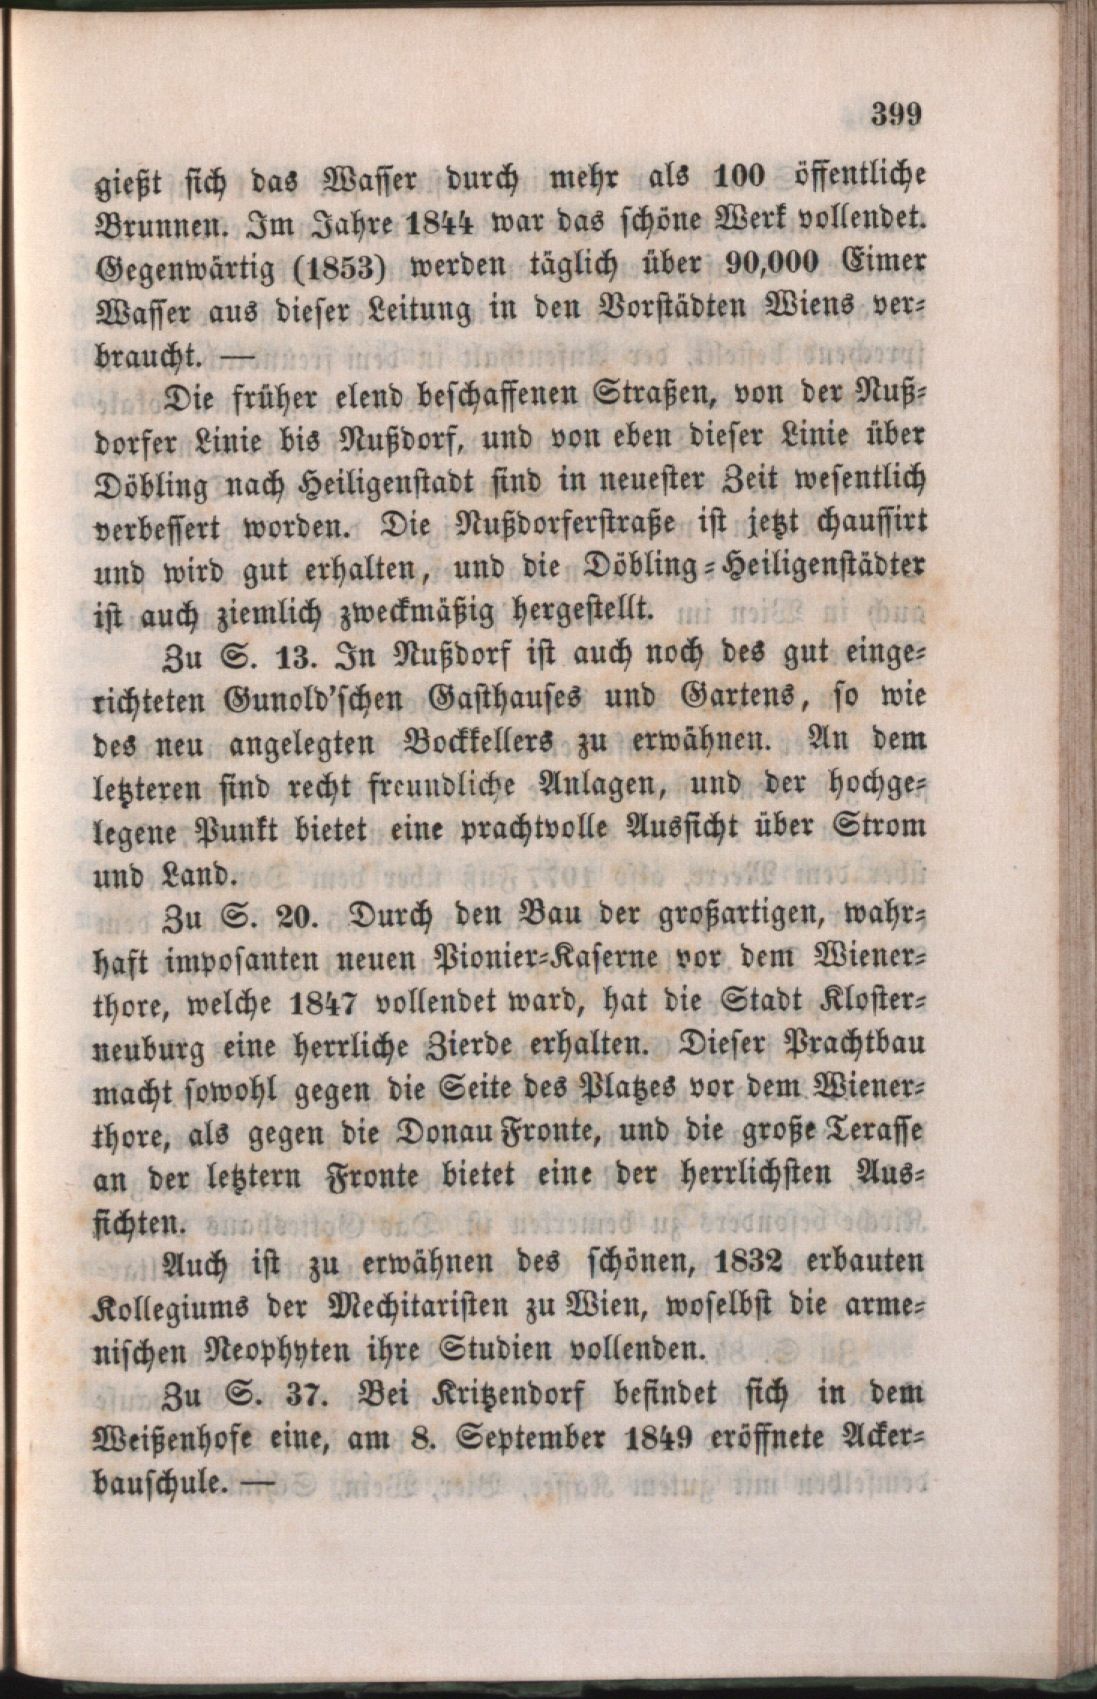 399
gießt sich das Wasser durch mehr als 100 öffentliche
Brunnen. Im Jahre 1844 war das schöne Werk vollendet.
Gegenwärtig (1853) werden täglich über 90,000 Eimer
Wasser aus dieser Leitung in den Vorstädten Wiens ver-
braucht. —
Die früher elend beschaffenen Straßen, von der Nuß-
dorfer Linie bis Nußdorf, und von eben dieser Linie über
Döbling nach Heiligenstadt sind in neuester Zeit wesentlich
verbessert worden. Die Nußdorferstraße ist jetzt chaussirt
und wird gut erhalten, und die Döbling-Heiligenstädter
ist auch ziemlich zweckmäßig hergestellt.
Zu S. 13. In Nußdorf ist auch noch des gut einge-
richteten Gunold'schen Gasthauses und Gartens, so wie
des neu angelegten Bockkellers zu erwähnen. An dem
letzteren sind recht freundliche Anlagen, und der hochge-
legene Punkt bietet eine prachtvolle Aussicht über Strom
und Land.
Zu S. 20. Durch den Bau der großartigen, wahr-
haft imposanten neuen Pionier-Kaserne vor dem Wiener-
thore, welche 1847 vollendet ward, hat die Stadt Kloster-
neuburg eine herrliche Zierde erhalten. Dieser Prachtbau
macht sowohl gegen die Seite des Platzes vor dem Wiener-
thore, als gegen die Donau Fronte, und die große Terasse
an der letztern Fronte bietet eine der herrlichsten Aus-
sichten.
Auch ist zu erwähnen des schönen, 1832 erbauten
Kollegiums der Mechitaristen zu Wien, woselbst die arme-
nischen Neophyten ihre Studien vollenden.
Zu S. 37. Bei Kritzendorf befindet sich in dem
Weißenhofe eine, am 8. September 1849 eröffnete Acker-
bauschule. —